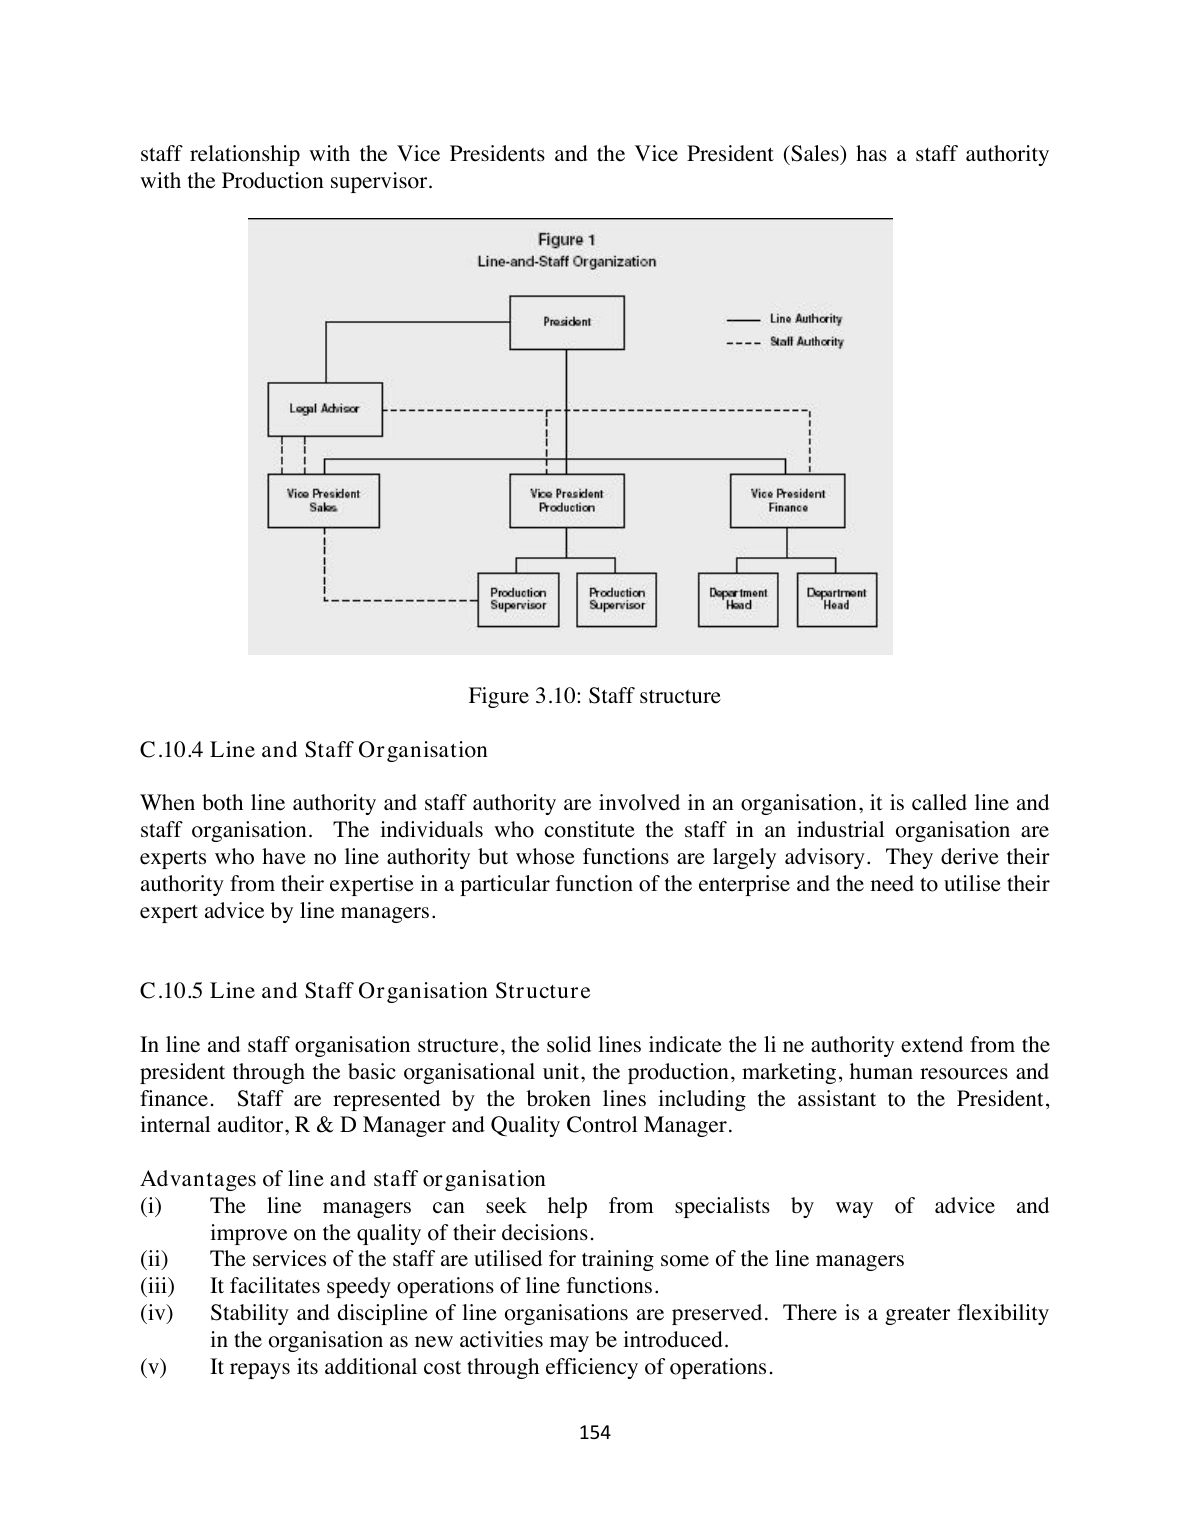 staff relationship with the Vice Presidents and the Vice President (Sales) has a staff authority
with the Production supervisor.
Figure 1
Line-and-Staff Organization
President
Line Authority
Staff Authority
Legal Advisor
Vice President
Sales
Vice President
Production
Vice President
Finance
Production
Supervisor
Production
Supervisor
Department
Head
Department
Head
Figure 3.10: Staff structure
C.10.4 Line and Staff Organisation
When both line authority and staff authority are involved in an organisation, it is called line and
staff organisation. The individuals who constitute the staff in an industrial organisation are
experts who have no line authority but whose functions are largely advisory. They derive their
authority from their expertise in a particular function of the enterprise and the need to utilise their
expert advice by line managers.
C.10.5 Line and Staff Organisation Structure
In line and staff organisation structure, the solid lines indicate the li ne authority extend from the
president through the basic organisational unit, the production, marketing, human resources and
finance. Staff are represented by the broken lines including the assistant to the President,
internal auditor, R & D Manager and Quality Control Manager.
Advantages of line and staff organisation
(i) The line managers can seek help from specialists by way of advice and
improve on the quality of their decisions.
(ii) The services of the staff are utilised for training some of the line managers
(iii) It facilitates speedy operations of line functions.
(iv) Stability and discipline of line organisations are preserved. There is a greater flexibility
in the organisation as new activities may be introduced.
(v) It repays its additional cost through efficiency of operations.
154